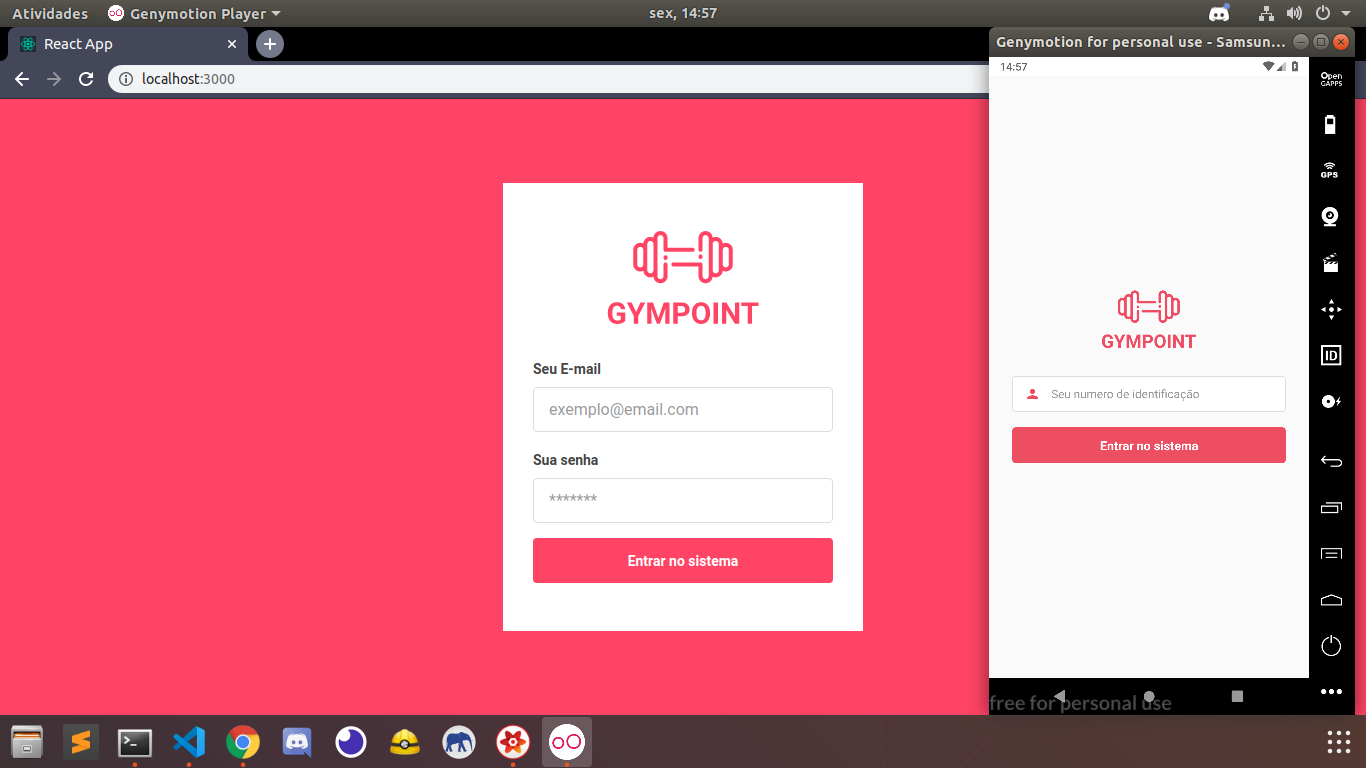 Atividades
Genymotion Player
sex, 14:57
React App
localhost:3000
GYMPOINT
Seu E-mail
exemplo@email.com
Sua senha
*******
Entrar no sistema
Genymotion for personal use - Samsun...
14:57
GYMPOINT
Seu numero de identificação
Entrar no sistema
free for personal use
Open
GAPPS
GPS
ID